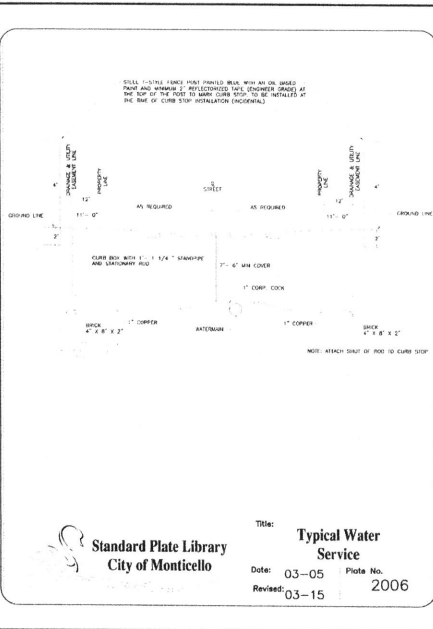 STEEL T-STYLE FENCE POST PAINTED BLUE WITH AN OIL BASED
PAINT AND MINIMUM 2" REFLECTORIZED TAPE (ENGINEER GRADE) AT
THE TOP OF THE POST TO MARK CURB STOP. TO BE INSTALLED AT
THE TIME OF CURB STOP INSTALLATION (INCIDENTAL)
DRAINAGE & UTILITY
EASEMENT LINE
PROPERTY
LINE
STREET
PROPERTY
LINE
DRAINAGE & UTILITY
EASEMENT LINE
4'
12'
12'
4'
AS REQUIRED
AS REQUIRED
GROUND LINE
11'- 0"
11'- 0"
GROUND LINE
2'
CURB BOX WITH 1"- 1 1/4 " STANDPIPE
AND STATIONARY ROD
7'- 6" MIN COVER
1" CORP. COCK
1" COPPER
WATERMAIN
1" COPPER
BRICK
4" X 8" X 2"
BRICK
4" X 8" X 2"
NOTE: ATTACH SHUT OF ROD TO CURB STOP
Standard Plate Library
City of Monticello
Title:
Typical Water
Service
Date: 03-05
Plate No.
2006
Revised: 03-15